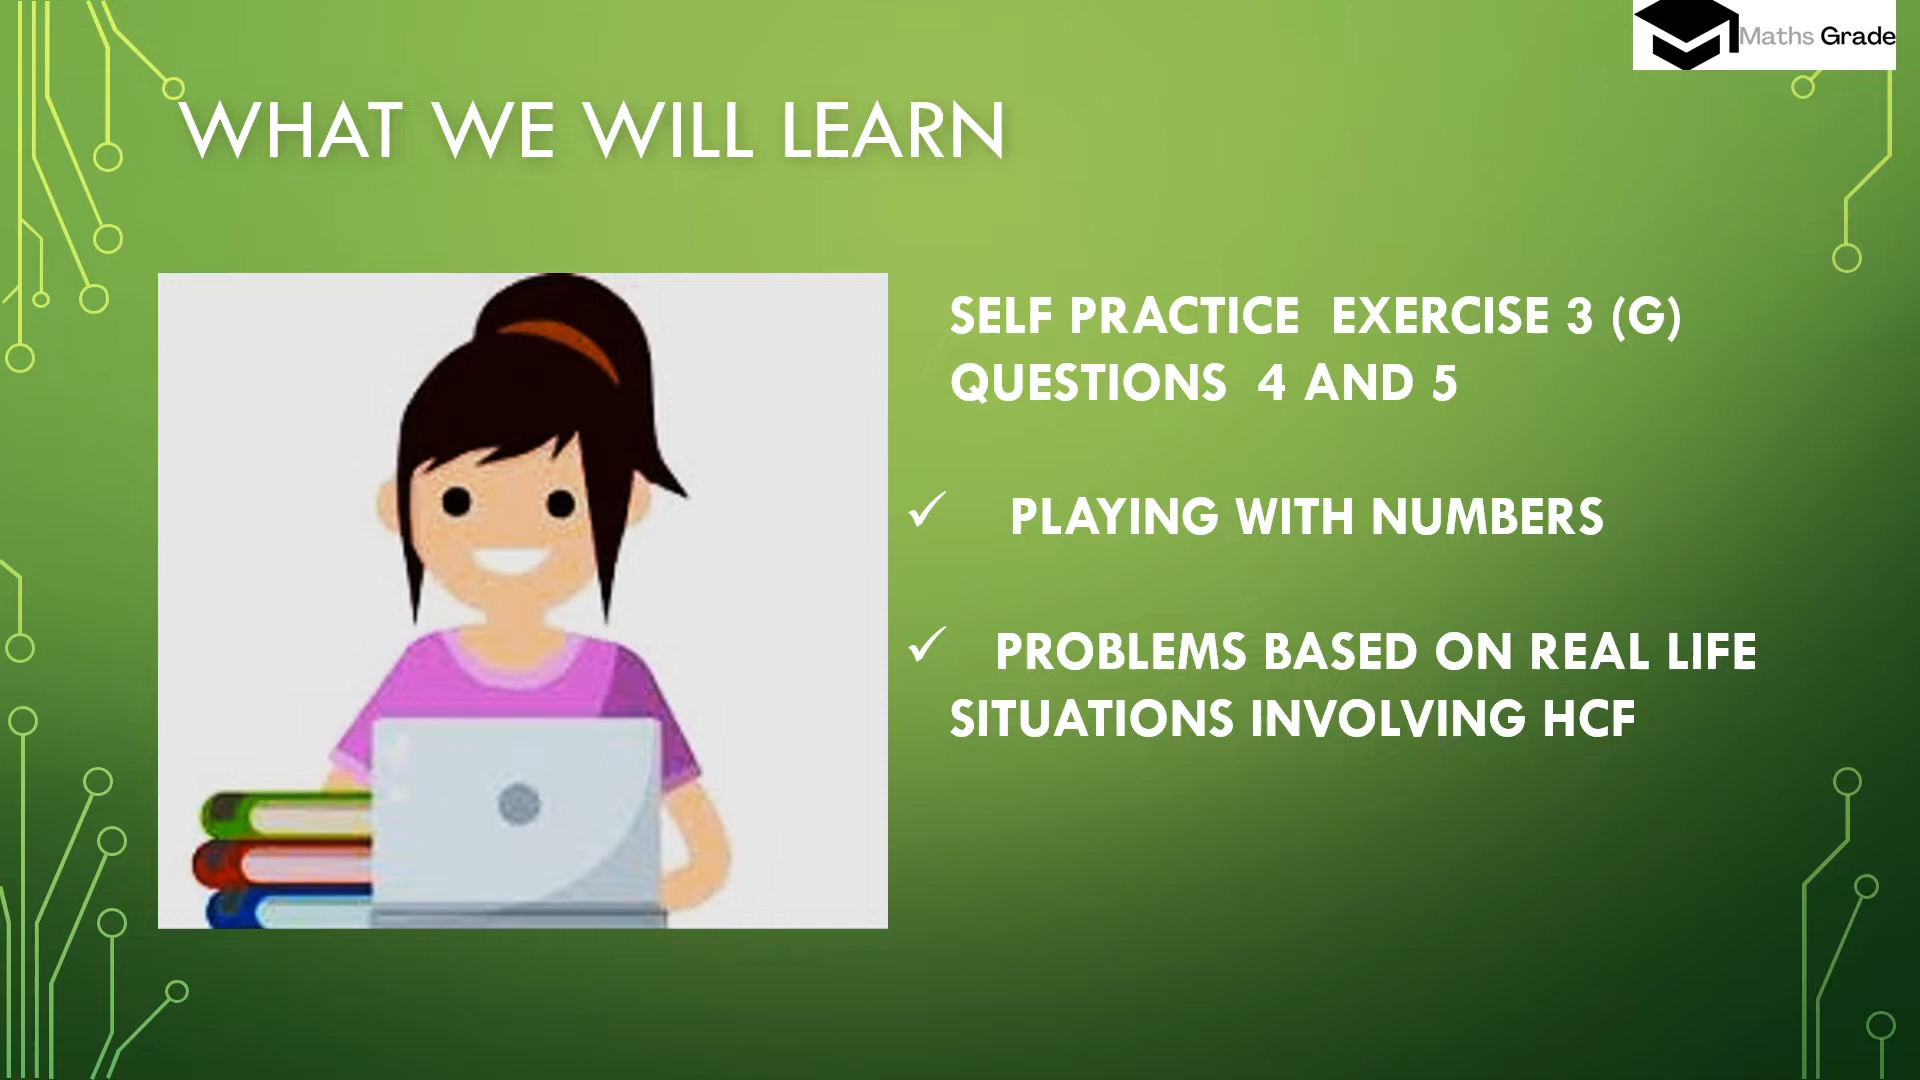 Maths Grade
WHAT WE WILL LEARN
SELF PRACTICE EXERCISE 3 (G)
QUESTIONS 4 AND 5
✓ PLAYING WITH NUMBERS
✓ PROBLEMS BASED ON REAL LIFE
SITUATIONS INVOLVING HCF